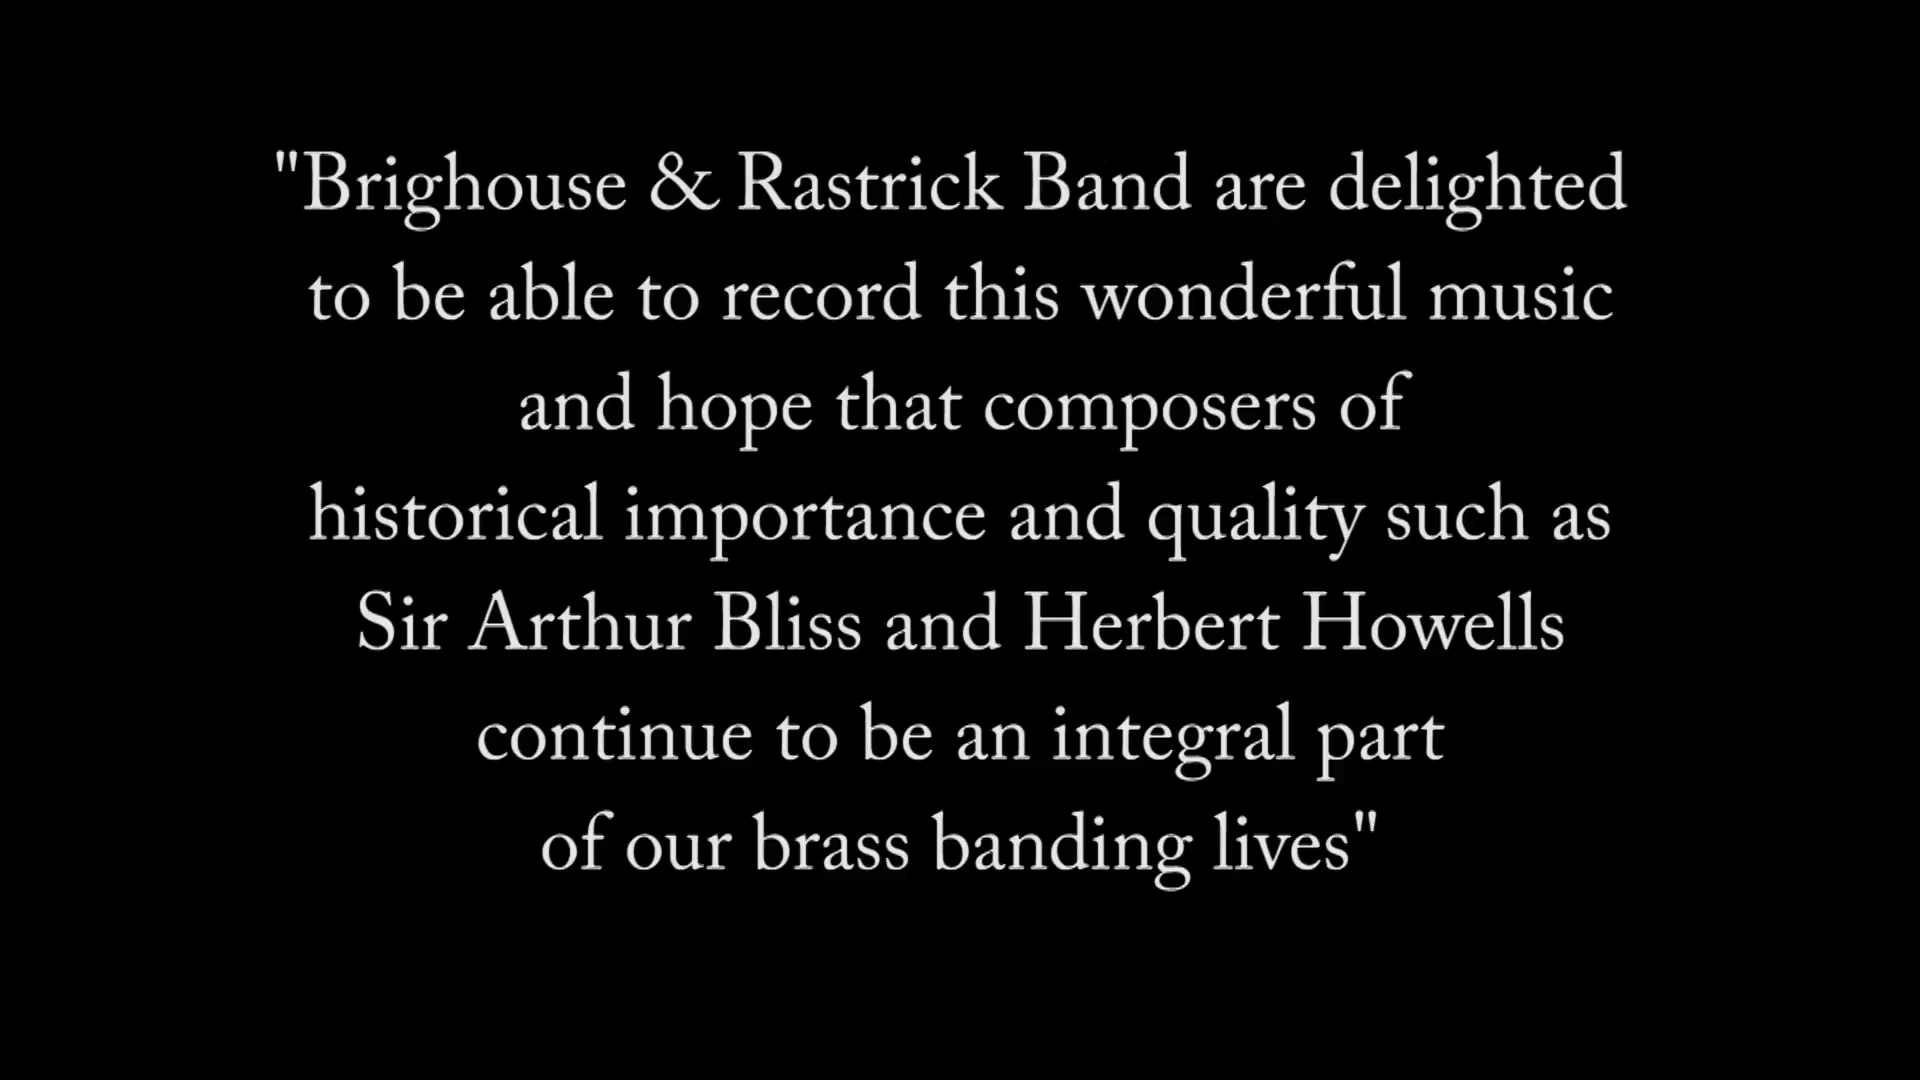 "Brighouse & Rastrick Band are delighted
to be able to record this wonderful music
and hope that composers of
historical importance and quality such as
Sir Arthur Bliss and Herbert Howells
continue to be an integral part
of our brass banding lives"